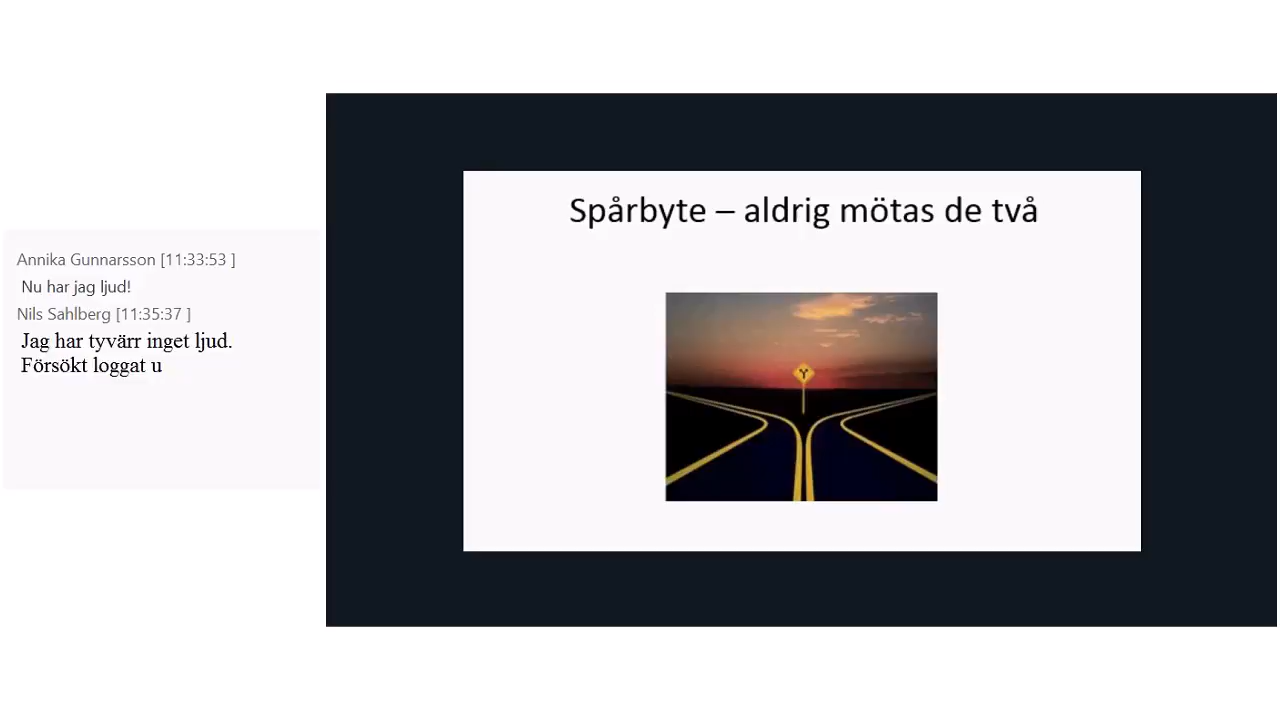 Annika Gunnarsson [11:33:53 ]
Nu har jag ljud!
Nils Sahlberg [11:35:37 ]
Jag har tyvärr inget ljud.
Försökt loggat u
Spårbyte – aldrig mötas de två